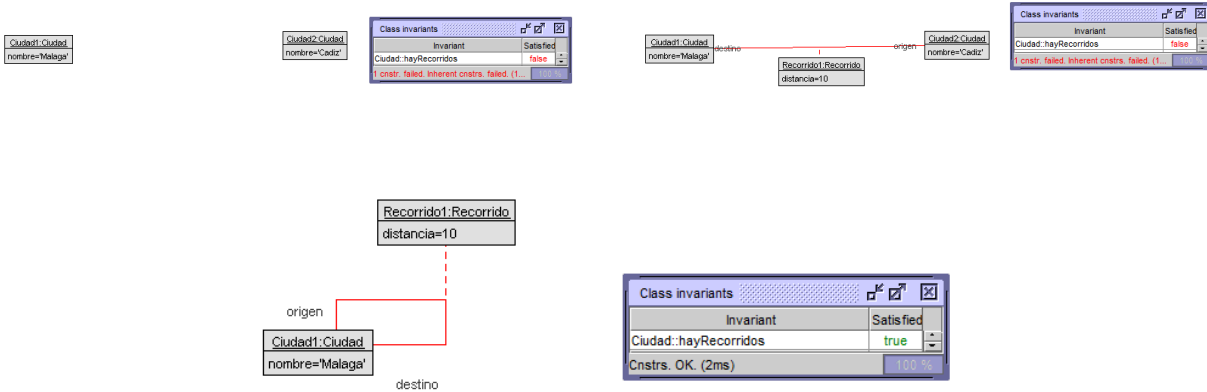 Ciudad1:Ciudad
nombre='Malaga'
Ciudad2:Ciudad
nombre='Cadiz'
Class invariants
Invariant Satisfied
Ciudad::hayRecorridos false
1 cnstr. failed. Inherent cnstrs. failed. (1... 100 %
Ciudad1:Ciudad
nombre='Malaga'
destino
origen
Ciudad2:Ciudad
nombre='Cadiz'
Recorrido1:Recorrido
distancia=10
Class invariants
Invariant Satisfied
Ciudad::hayRecorridos false
1 cnstr. failed. Inherent cnstrs. failed. (1... 100 %
Recorrido1:Recorrido
distancia=10
origen
Ciudad1:Ciudad
nombre='Malaga'
destino
Class invariants
Invariant Satisfied
Ciudad::hayRecorridos true
Cnstrs. OK. (2ms) 100 %